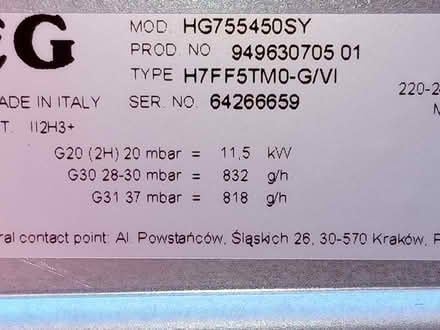 EG
MOD. HG755450SY
PROD. NO 949630705 01
TYPE H7FF5TM0-G/VI
220-2
ADE IN ITALY SER. NO. 64266659
T. II2H3+
G20 (2H) 20 mbar = 11,5 kW
G30 28-30 mbar = 832 g/h
G31 37 mbar = 818 g/h
ral contact point: Al. Powstańców, Śląskich 26, 30-570 Kraków, P